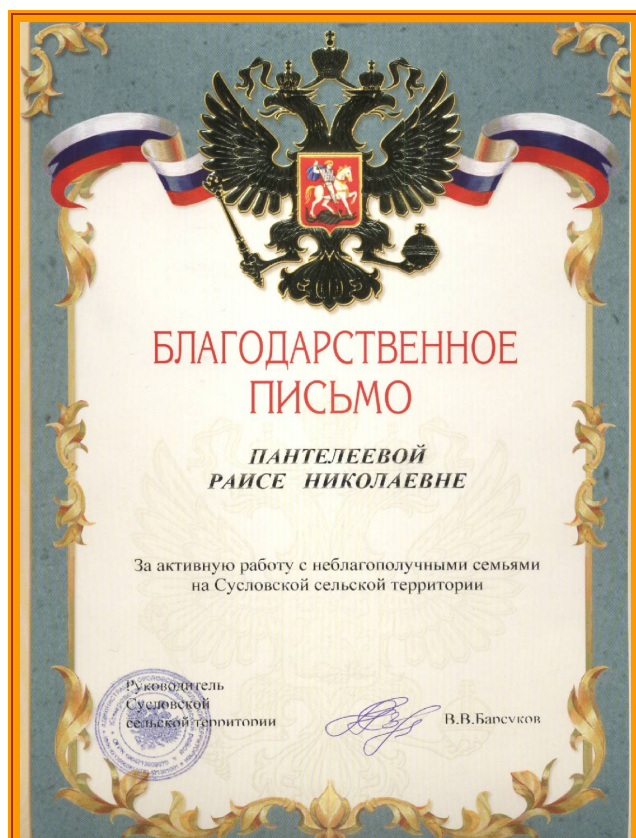 БЛАГОДАРСТВЕННОЕ
ПИСЬМО
ПАНТЕЛЕЕВОЙ
РАИСЕ НИКОЛАЕВНЕ
За активную работу с неблагополучными семьями
на Сусловской сельской территории
Руководитель
Сусловской
сельской территории
В.В.Барсуков